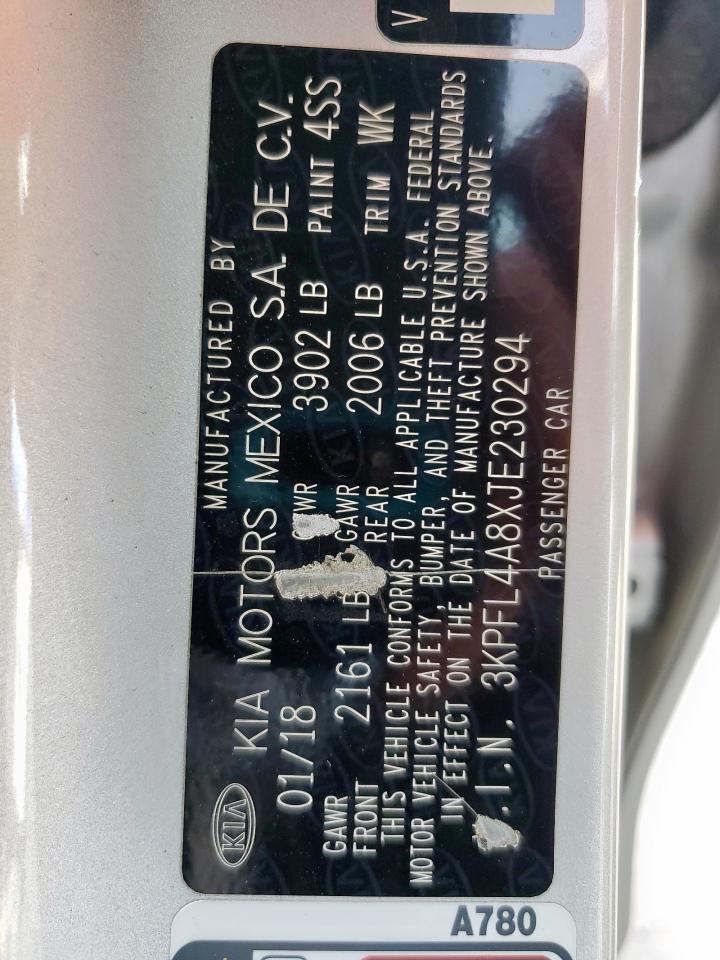 V
MANUFACTURED BY
KIA KIA MOTORS MEXICO S.A. DE C.V.
01/18 WR 3902 LB PAINT 4SS
GAWR FRONT 2161 LB GAWR REAR 2006 LB TRIM WK
THIS VEHICLE CONFORMS TO ALL APPLICABLE U.S.A. FEDERAL
MOTOR VEHICLE SAFETY, BUMPER, AND THEFT PREVENTION STANDARDS
IN EFFECT ON THE DATE OF MANUFACTURE SHOWN ABOVE.
.I.N. 3KPFL4A8XJE230294
PASSENGER CAR
A780